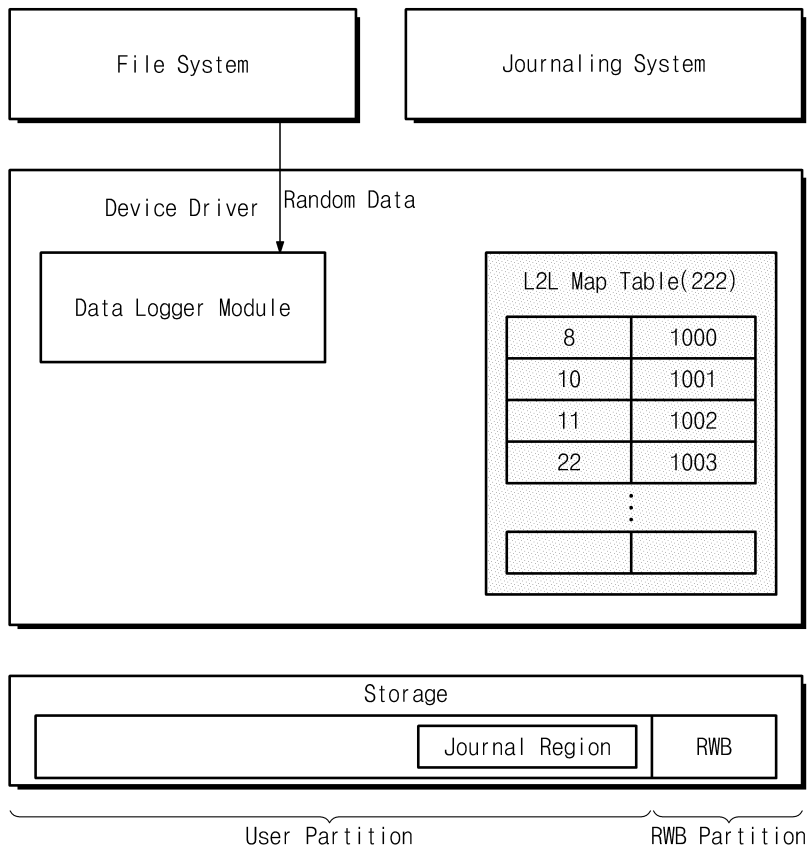 File System
Journaling System
Device Driver
Random Data
Data Logger Module
L2L Map Table(222)
8 1000
10 1001
11 1002
22 1003
Storage
Journal Region
RWB
User Partition
RWB Partition